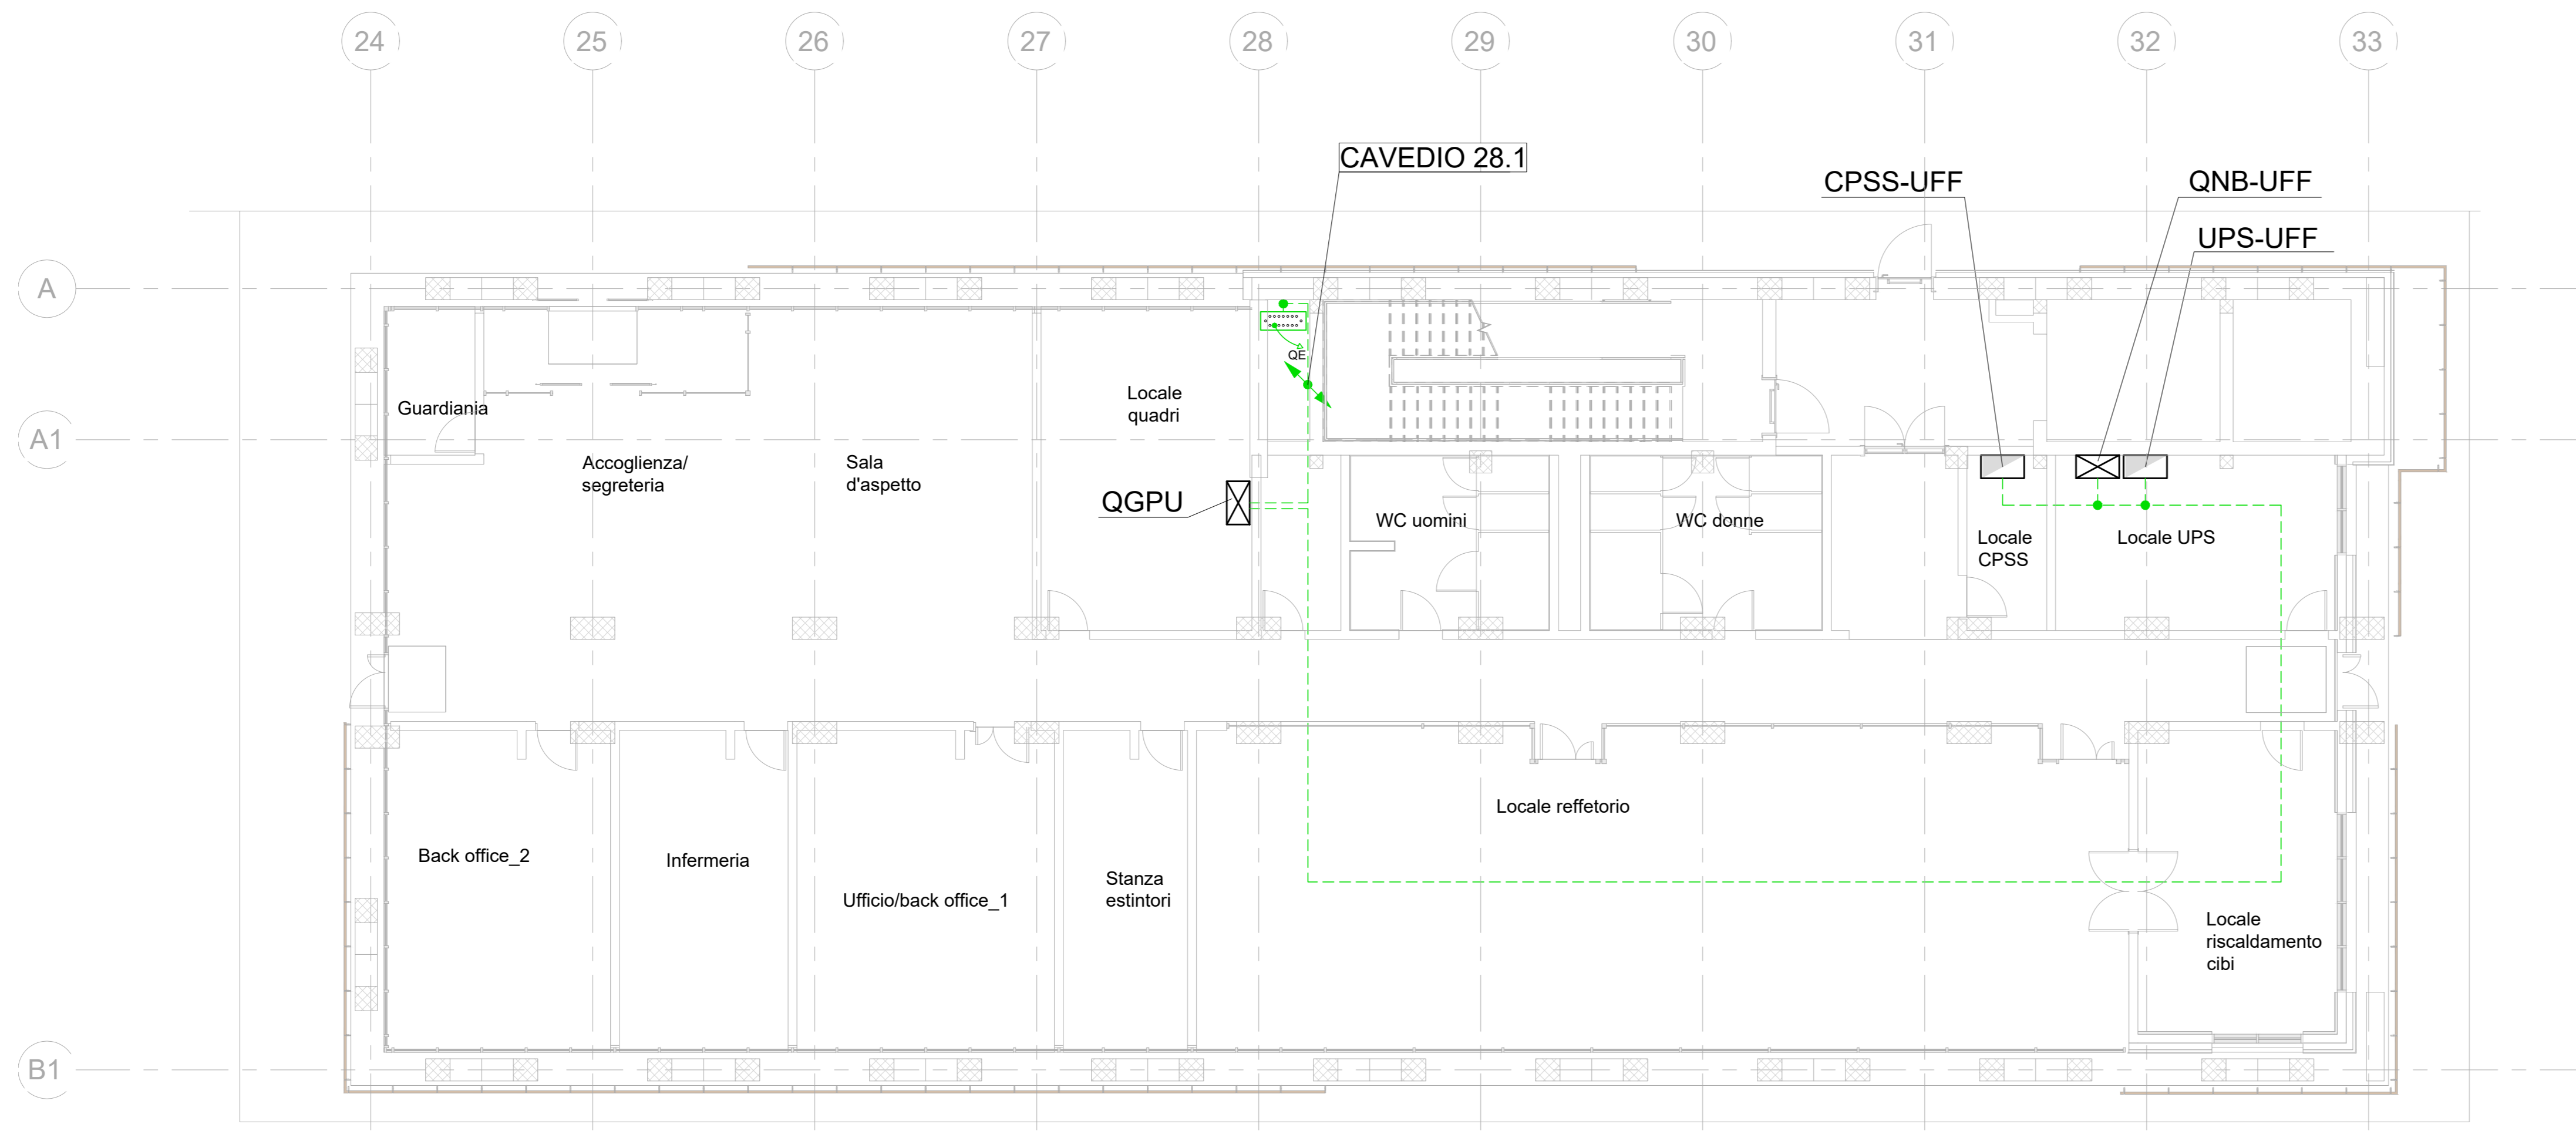 24
25
26
27
28
29
30
31
32
33
CAVEDIO 28.1
CPSS-UFF
QNB-UFF
UPS-UFF
A
QE
Locale
quadri
Guardiania
A1
Accoglienza/
segreteria
Sala
d'aspetto
QGPU
WC uomini
WC donne
Locale
CPSS
Locale UPS
Locale reffetorio
Back office_2
Infermeria
Ufficio/back office_1
Stanza
estintori
Locale
riscaldamento
cibi
B1